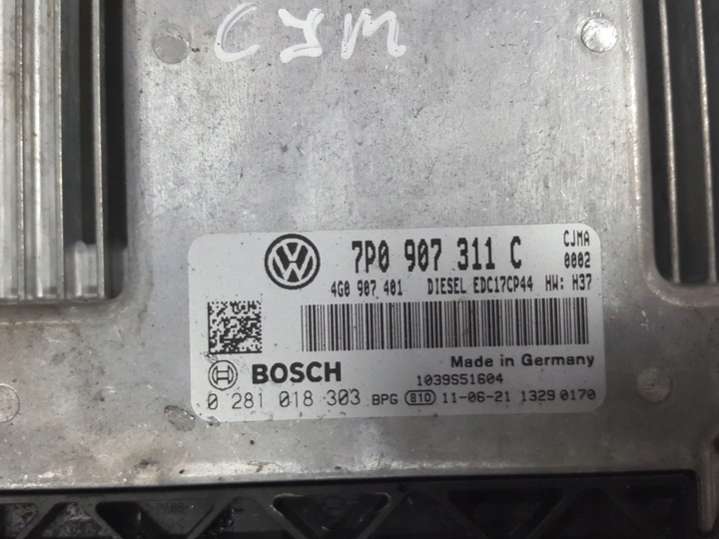 CJM
7P0 907 311 C CJMA
0002
4G0 907 401 DIESEL EDC17CP44 HW: H37
BOSCH Made in Germany
1039S51604
0 281 018 303 BPG 810 11-06-21 1329 0170